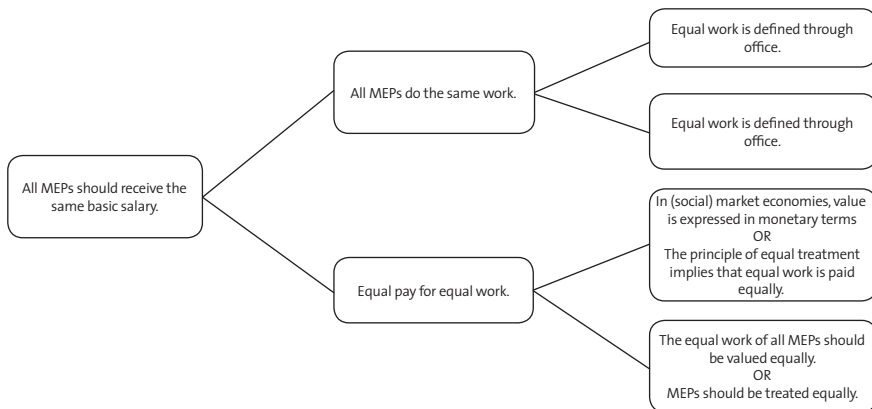 All MEPs should receive the
same basic salary.
All MEPs do the same work.
Equal work is defined through
office.
Equal work is defined through
office.
Equal pay for equal work.
In (social) market economies, value
is expressed in monetary terms
OR
The principle of equal treatment
implies that equal work is paid
equally.
The equal work of all MEPs should
be valued equally.
OR
MEPs should be treated equally.